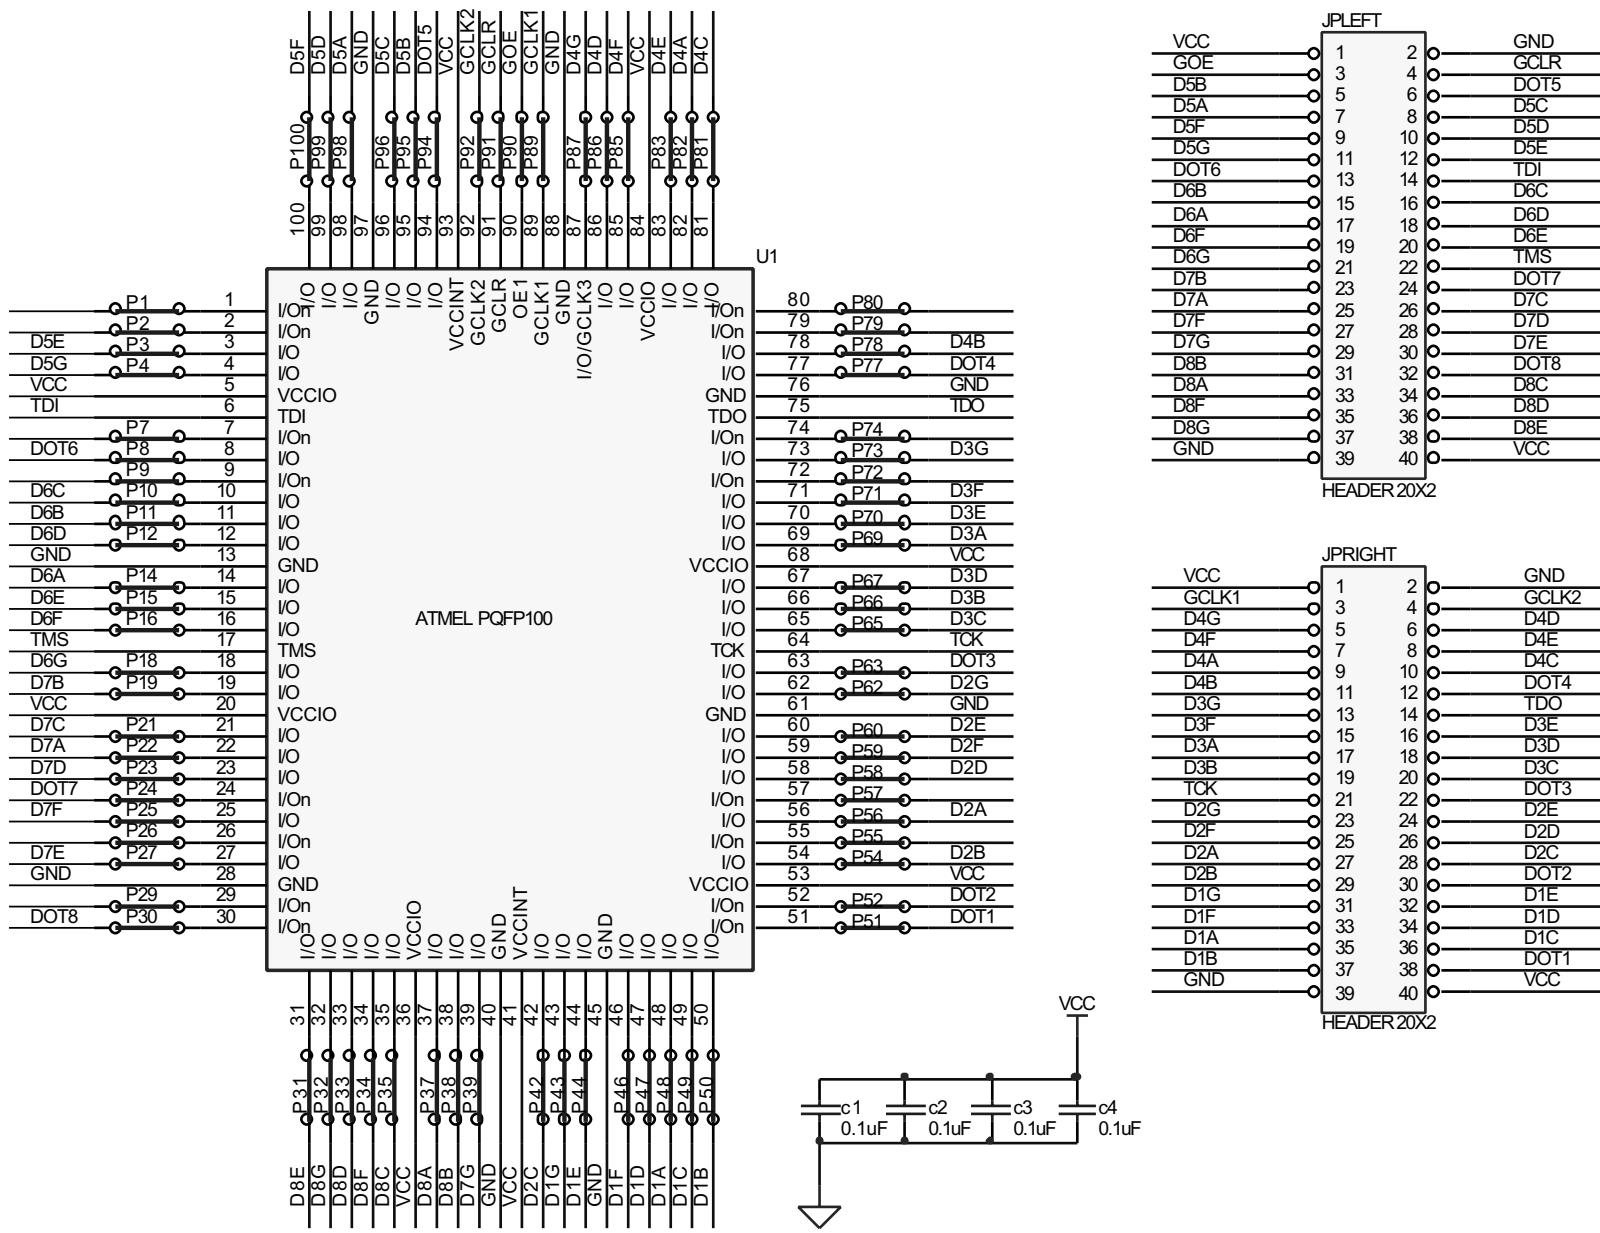 D5F D5D D5A GND D5C D5B DOT5 VCC GCLK2 GCLR GOE GCLK1 GND D4G D4D D4F VCC D4E D4A D4C
P100 P99 P98 P96 P95 P94 P92 P91 P90 P89 P87 P86 P85 P83 P82 P81
100 99 98 97 96 95 94 93 92 91 90 89 88 87 86 85 84 83 82 81
U1
I/O I/O I/O GND I/O I/O I/O VCCINT GCLK2 GCLR OE1 GCLK1 GND I/O/GCLK3 I/O I/O VCCIO I/O I/O I/O
P1 1 I/On I/On 80 P80
P2 2 I/On I/On 79 P79
D5E P3 3 I/O I/O 78 P78 D4B
D5G P4 4 I/O I/O 77 P77 DOT4
VCC 5 VCCIO GND 76 GND
TDI 6 TDI TDO 75 TDO
P7 7 I/On I/On 74 P74
DOT6 P8 8 I/O I/O 73 P73 D3G
P9 9 I/On I/On 72 P72
D6C P10 10 I/O I/O 71 P71 D3F
D6B P11 11 I/O I/O 70 P70 D3E
D6D P12 12 I/O I/O 69 P69 D3A
GND 13 GND VCCIO 68 VCC
D6A P14 14 I/O I/O 67 P67 D3D
D6E P15 15 I/O I/O 66 P66 D3B
D6F P16 16 I/O I/O 65 P65 D3C
ATMEL PQFP100
TMS 17 TMS TCK 64 TCK
D6G P18 18 I/O I/O 63 P63 DOT3
D7B P19 19 I/O I/O 62 P62 D2G
VCC 20 VCCIO GND 61 GND
D7C P21 21 I/O I/O 60 P60 D2E
D7A P22 22 I/O I/O 59 P59 D2F
D7D P23 23 I/O I/O 58 P58 D2D
DOT7 P24 24 I/On I/On 57 P57
D7F P25 25 I/O I/O 56 P56 D2A
P26 26 I/On I/On 55 P55
D7E P27 27 I/O I/O 54 P54 D2B
GND 28 GND VCCIO 53 VCC
P29 29 I/On I/On 52 P52 DOT2
DOT8 P30 30 I/On I/On 51 P51 DOT1
I/O I/O I/O I/O I/O VCCIO I/O I/O I/O GND VCCINT I/O I/O I/O GND I/O I/O I/O I/O I/O
31 32 33 34 35 36 37 38 39 40 41 42 43 44 45 46 47 48 49 50
P31 P32 P33 P34 P35 P37 P38 P39 P42 P43 P44 P46 P47 P48 P49 P50
D8E D8G D8D D8F D8C VCC D8A D8B D7G GND VCC D2C D1G D1E GND D1F D1D D1A D1C D1B
JPLEFT
VCC 1 2 GND
GOE 3 4 GCLR
D5B 5 6 DOT5
D5A 7 8 D5C
D5F 9 10 D5D
D5G 11 12 D5E
DOT6 13 14 TDI
D6B 15 16 D6C
D6A 17 18 D6D
D6F 19 20 D6E
D6G 21 22 TMS
D7B 23 24 DOT7
D7A 25 26 D7C
D7F 27 28 D7D
D7G 29 30 D7E
D8B 31 32 DOT8
D8A 33 34 D8C
D8F 35 36 D8D
D8G 37 38 D8E
GND 39 40 VCC
HEADER 20X2
JPRIGHT
VCC 1 2 GND
GCLK1 3 4 GCLK2
D4G 5 6 D4D
D4F 7 8 D4E
D4A 9 10 D4C
D4B 11 12 DOT4
D3G 13 14 TDO
D3F 15 16 D3E
D3A 17 18 D3D
D3B 19 20 D3C
TCK 21 22 DOT3
D2G 23 24 D2E
D2F 25 26 D2D
D2A 27 28 D2C
D2B 29 30 DOT2
D1G 31 32 D1E
D1F 33 34 D1D
D1A 35 36 D1C
D1B 37 38 DOT1
GND 39 40 VCC
HEADER 20X2
VCC
c1 c2 c3 c4
0.1uF 0.1uF 0.1uF 0.1uF